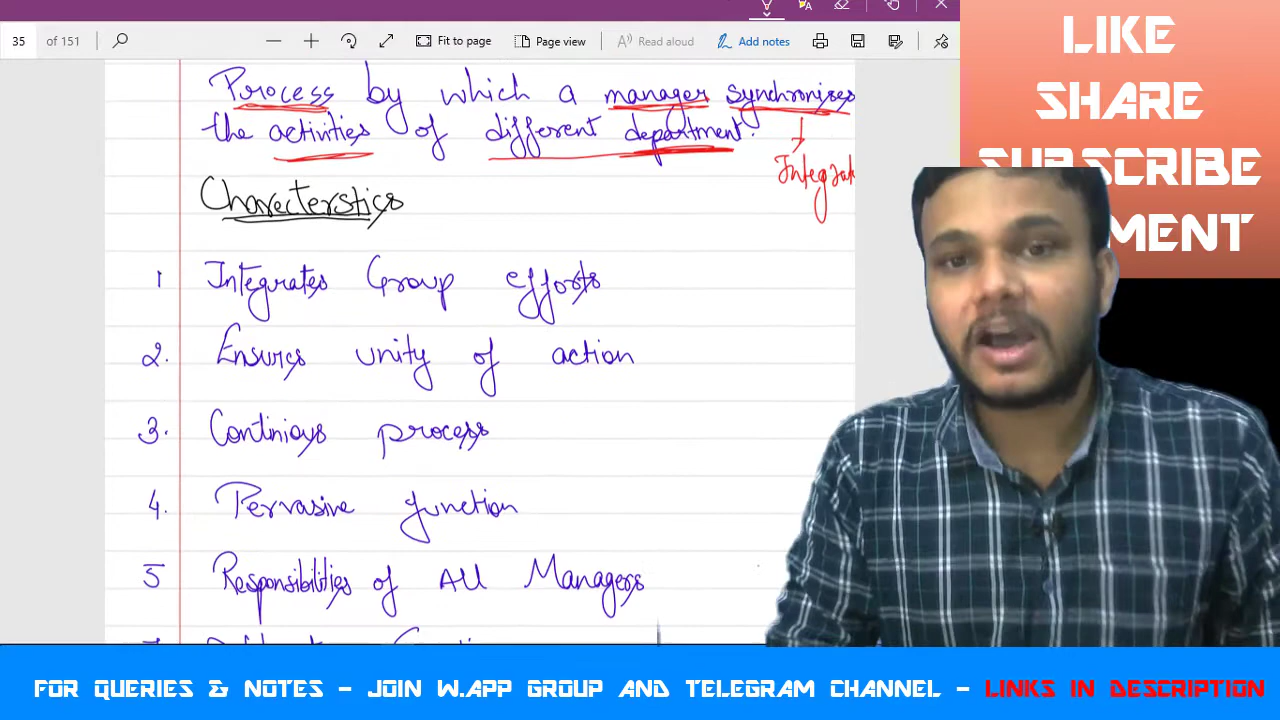 35 of 151
Fit to page
Page view
Read aloud
Add notes
LIKE
SHARE
SUBSCRIBE
MENT
Process by which a manager synchronises
the activities of different department.
Integrat
Charecterstics
1 Integrates Group efforts
2. Ensures unity of action
3. Continioys process
4. Pervasive function
5 Responsibilities of All Managers
FOR QUERIES & NOTES - JOIN W.APP GROUP AND TELEGRAM CHANNEL - LINKS IN DESCRIPTION